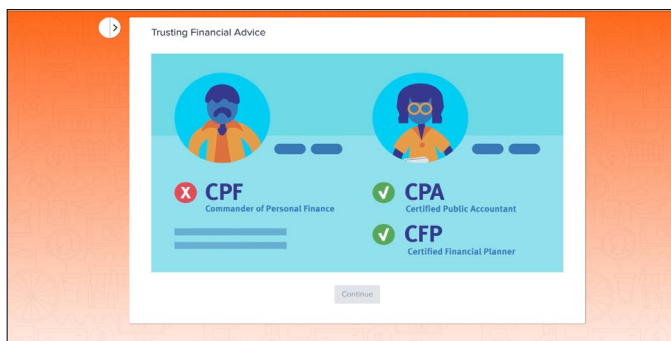 Trusting Financial Advice
CPF
Commander of Personal Finance
CPA
Certified Public Accountant
CFP
Certified Financial Planner
Continue